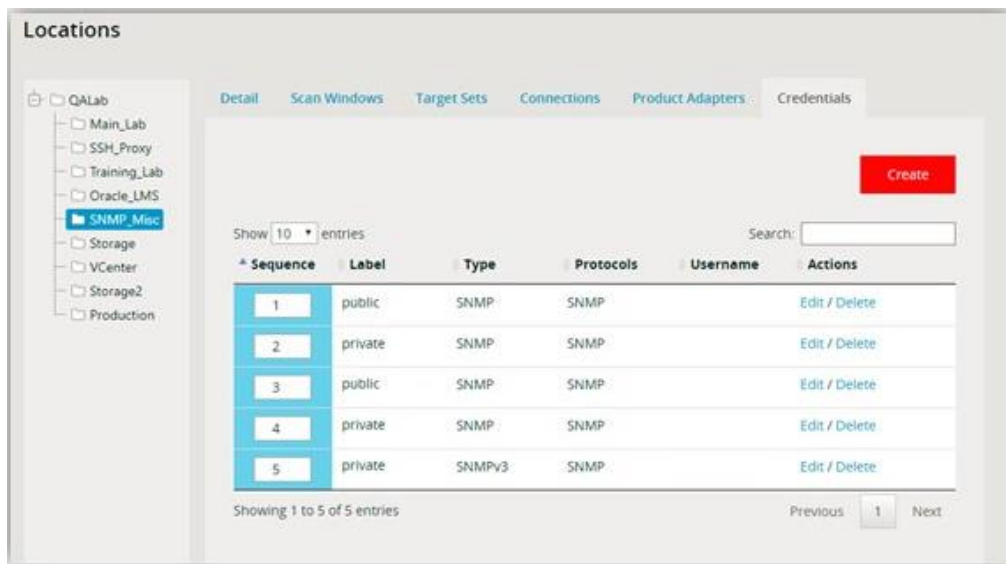 Locations
QALab
Main_Lab
SSH_Proxy
Training_Lab
Oracle_LMS
SNMP_Misc
Storage
VCenter
Storage2
Production
Detail Scan Windows Target Sets Connections Product Adapters Credentials
Create
Show 10 entries Search:
Sequence Label Type Protocols Username Actions
1 public SNMP SNMP Edit / Delete
2 private SNMP SNMP Edit / Delete
3 public SNMP SNMP Edit / Delete
4 private SNMP SNMP Edit / Delete
5 private SNMPv3 SNMP Edit / Delete
Showing 1 to 5 of 5 entries Previous 1 Next